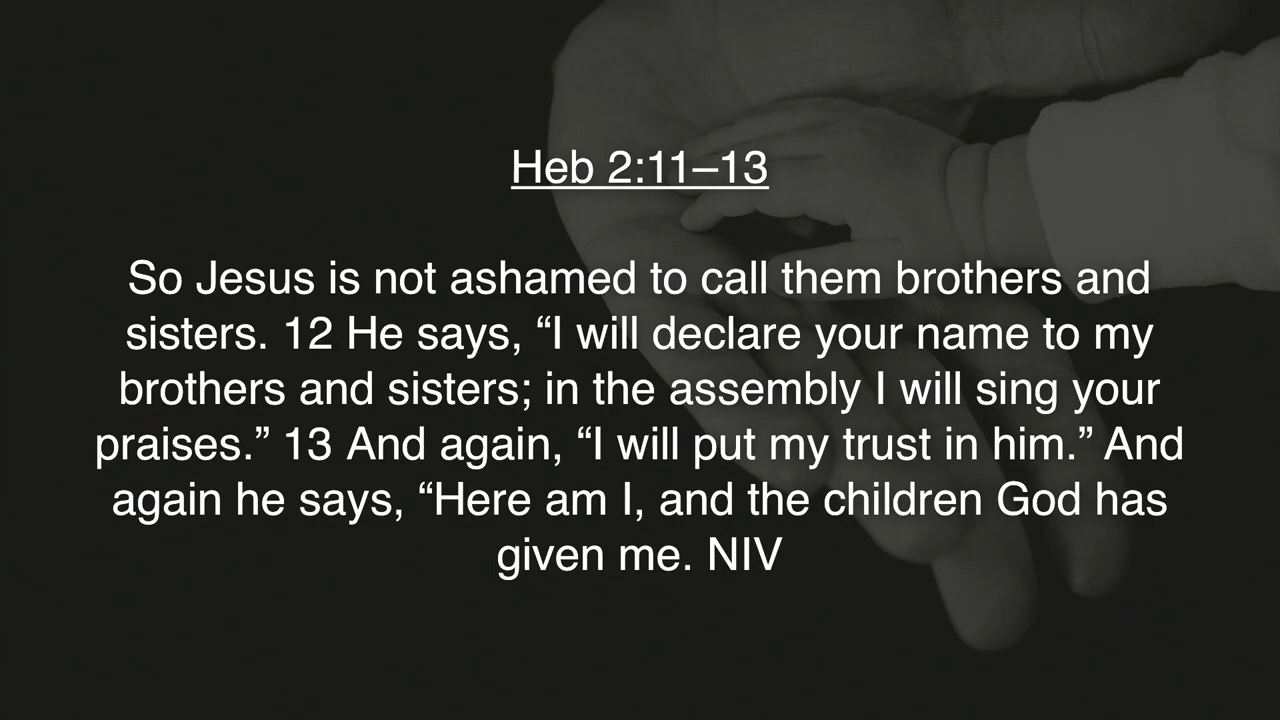 Heb 2:11–13
So Jesus is not ashamed to call them brothers and
sisters. 12 He says, “I will declare your name to my
brothers and sisters; in the assembly I will sing your
praises.” 13 And again, “I will put my trust in him.” And
again he says, “Here am I, and the children God has
given me. NIV